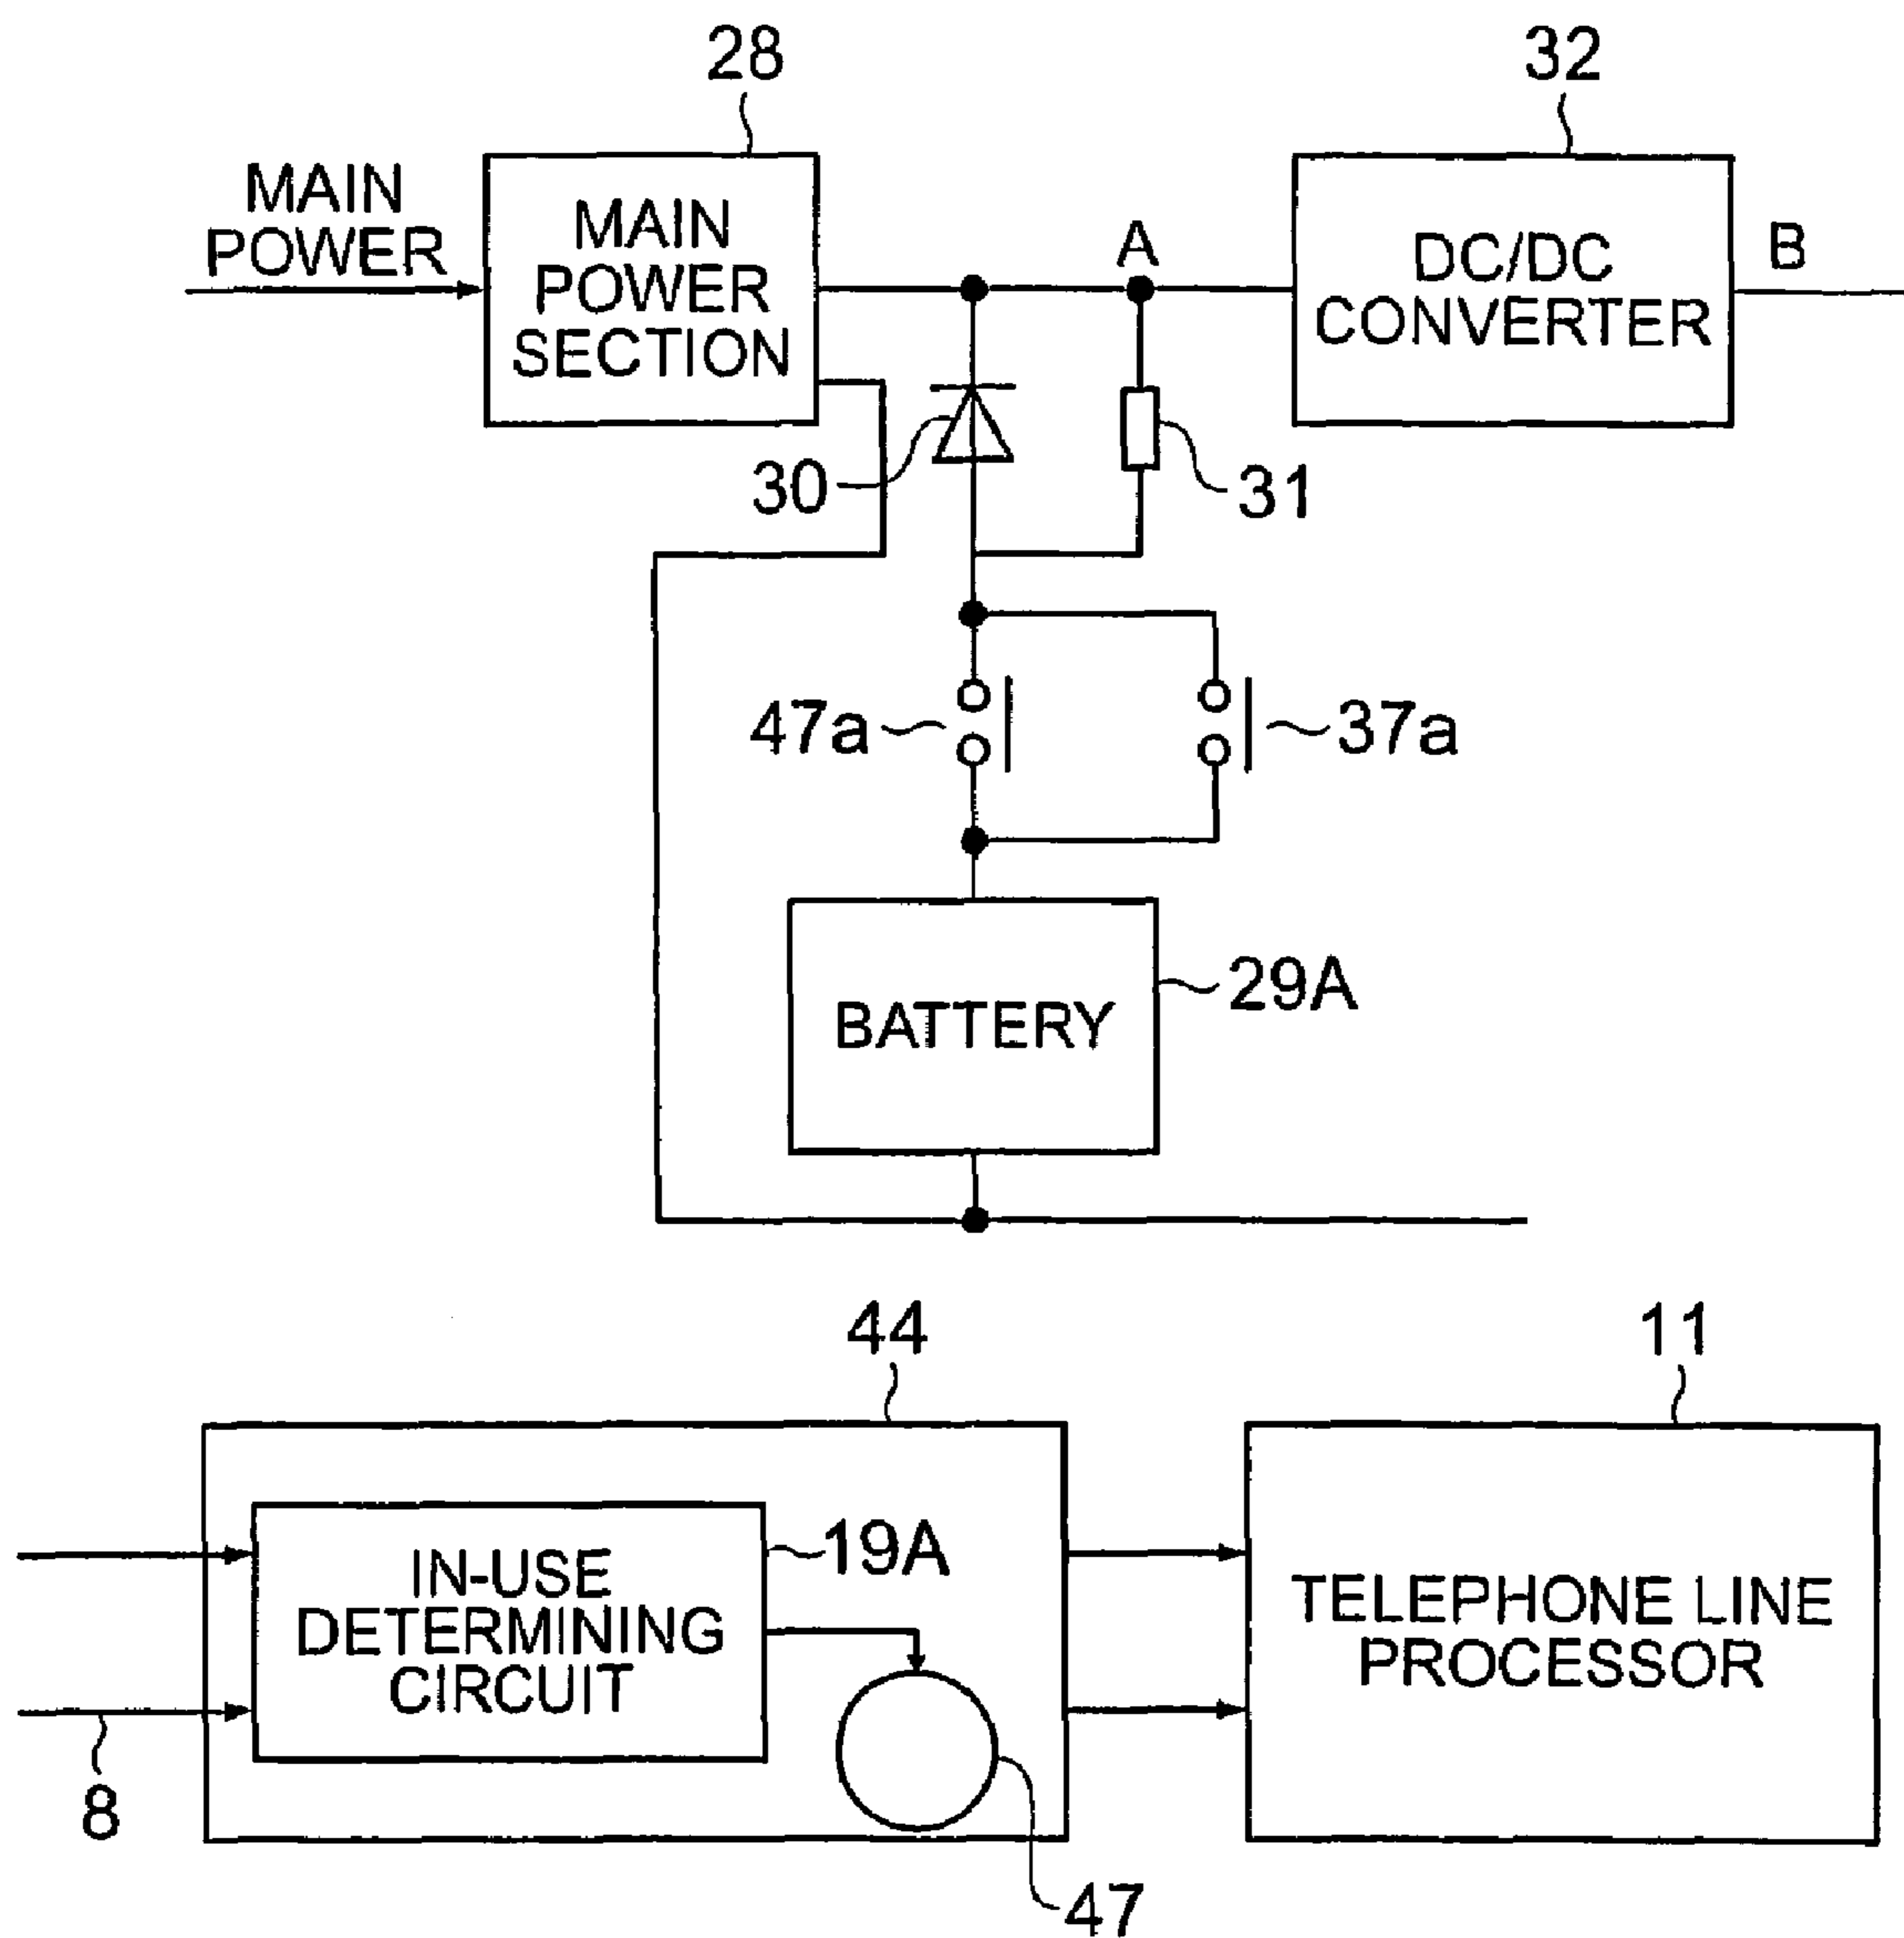 28
32
MAIN
POWER
MAIN
POWER
SECTION
A
DC/DC
CONVERTER
B
30
31
47a
37a
BATTERY
29A
44
11
IN-USE
DETERMINING
CIRCUIT
19A
TELEPHONE LINE
PROCESSOR
8
47